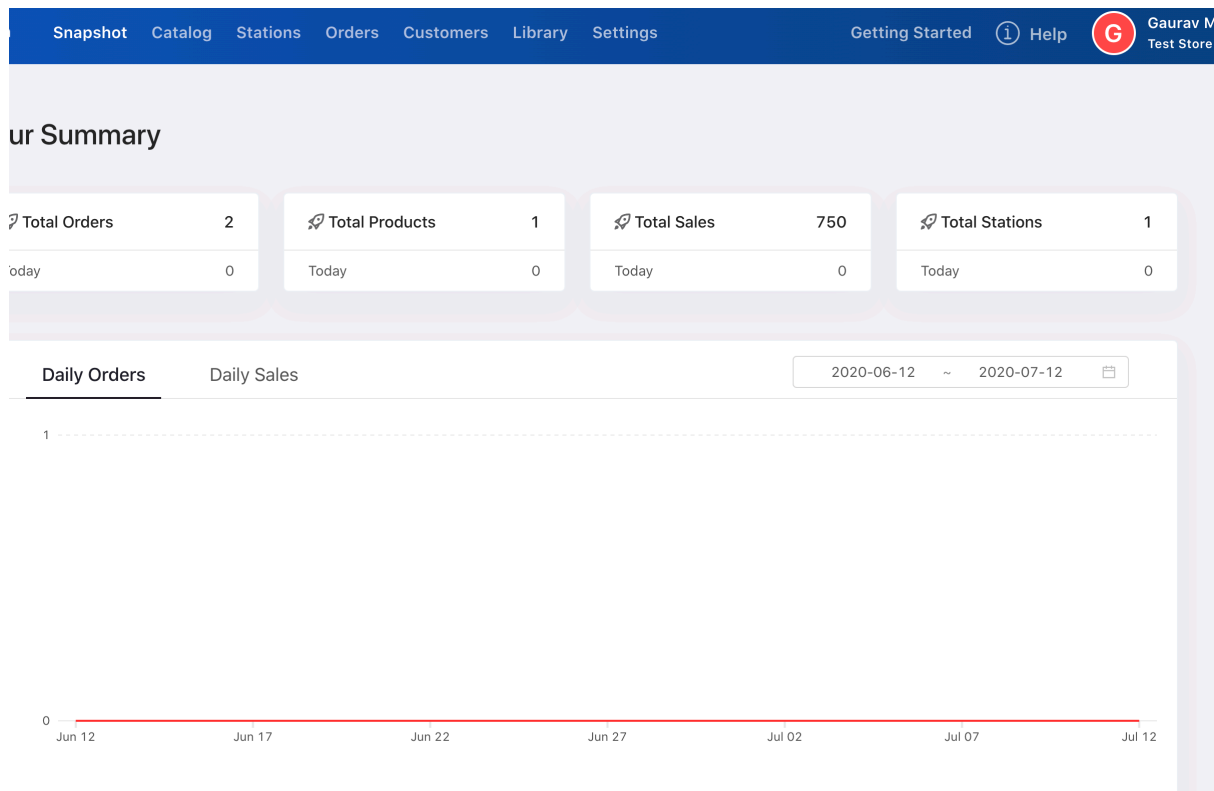 Snapshot Catalog Stations Orders Customers Library Settings Getting Started Help G Gaurav M
Test Store
ur Summary
Total Orders 2
Today 0
Total Products 1
Today 0
Total Sales 750
Today 0
Total Stations 1
Today 0
Daily Orders Daily Sales 2020-06-12 ~ 2020-07-12
1
0
Jun 12 Jun 17 Jun 22 Jun 27 Jul 02 Jul 07 Jul 12